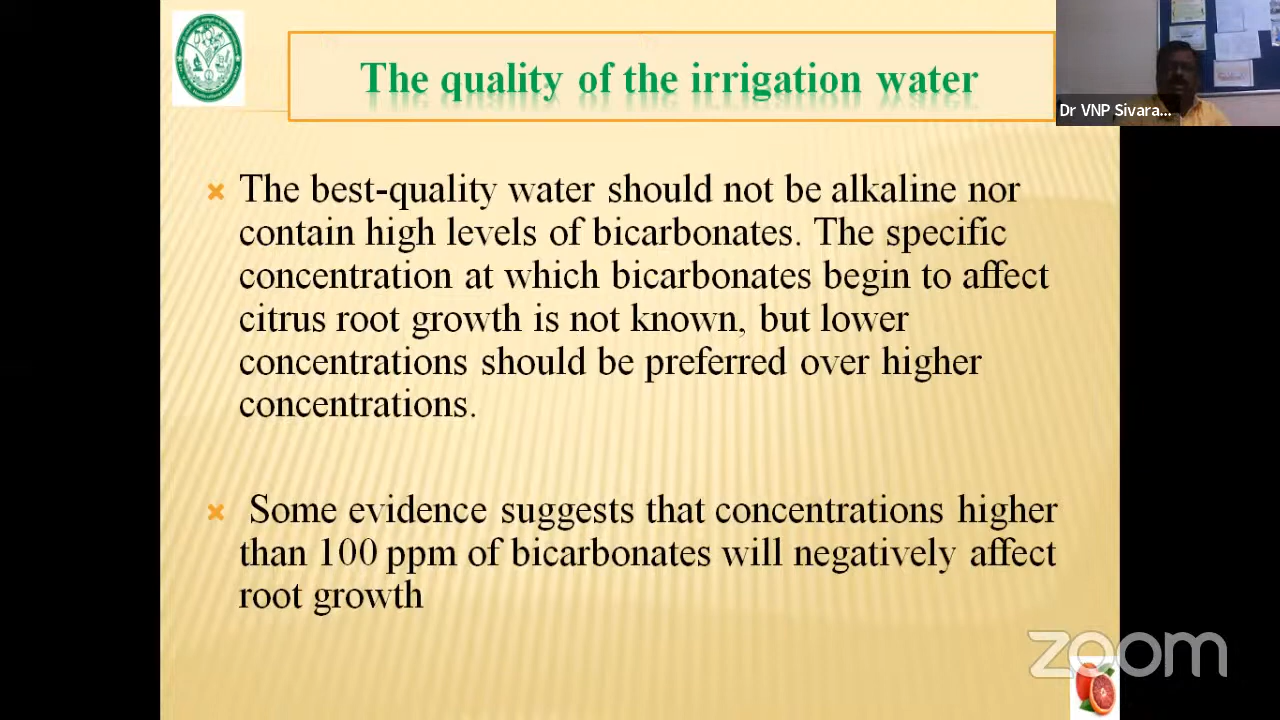 The quality of the irrigation water
Dr VNP Sivara...
The best-quality water should not be alkaline nor
contain high levels of bicarbonates. The specific
concentration at which bicarbonates begin to affect
citrus root growth is not known, but lower
concentrations should be preferred over higher
concentrations.
Some evidence suggests that concentrations higher
than 100 ppm of bicarbonates will negatively affect
root growth
zoom